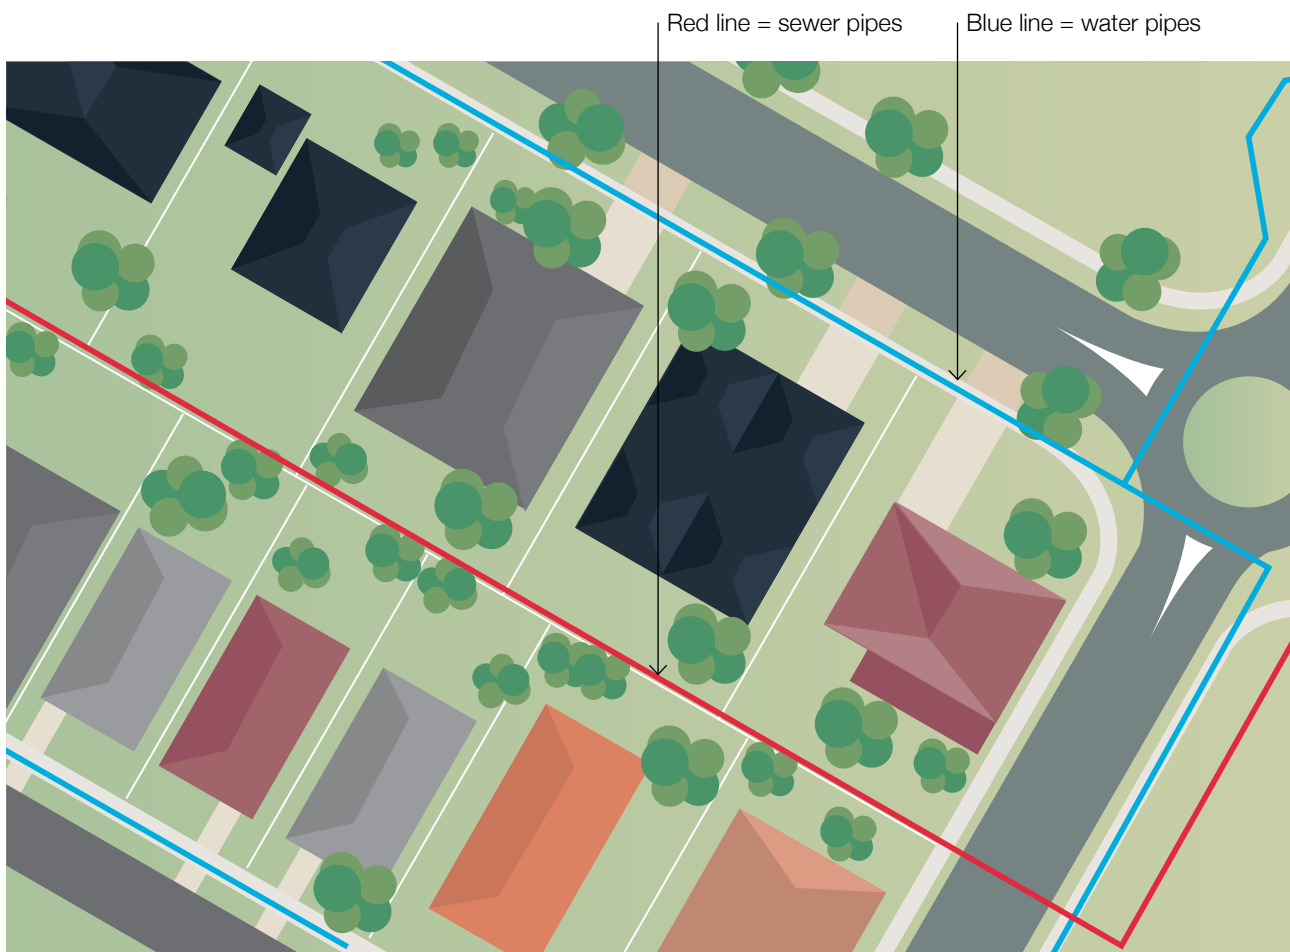 Red line = sewer pipes
Blue line = water pipes